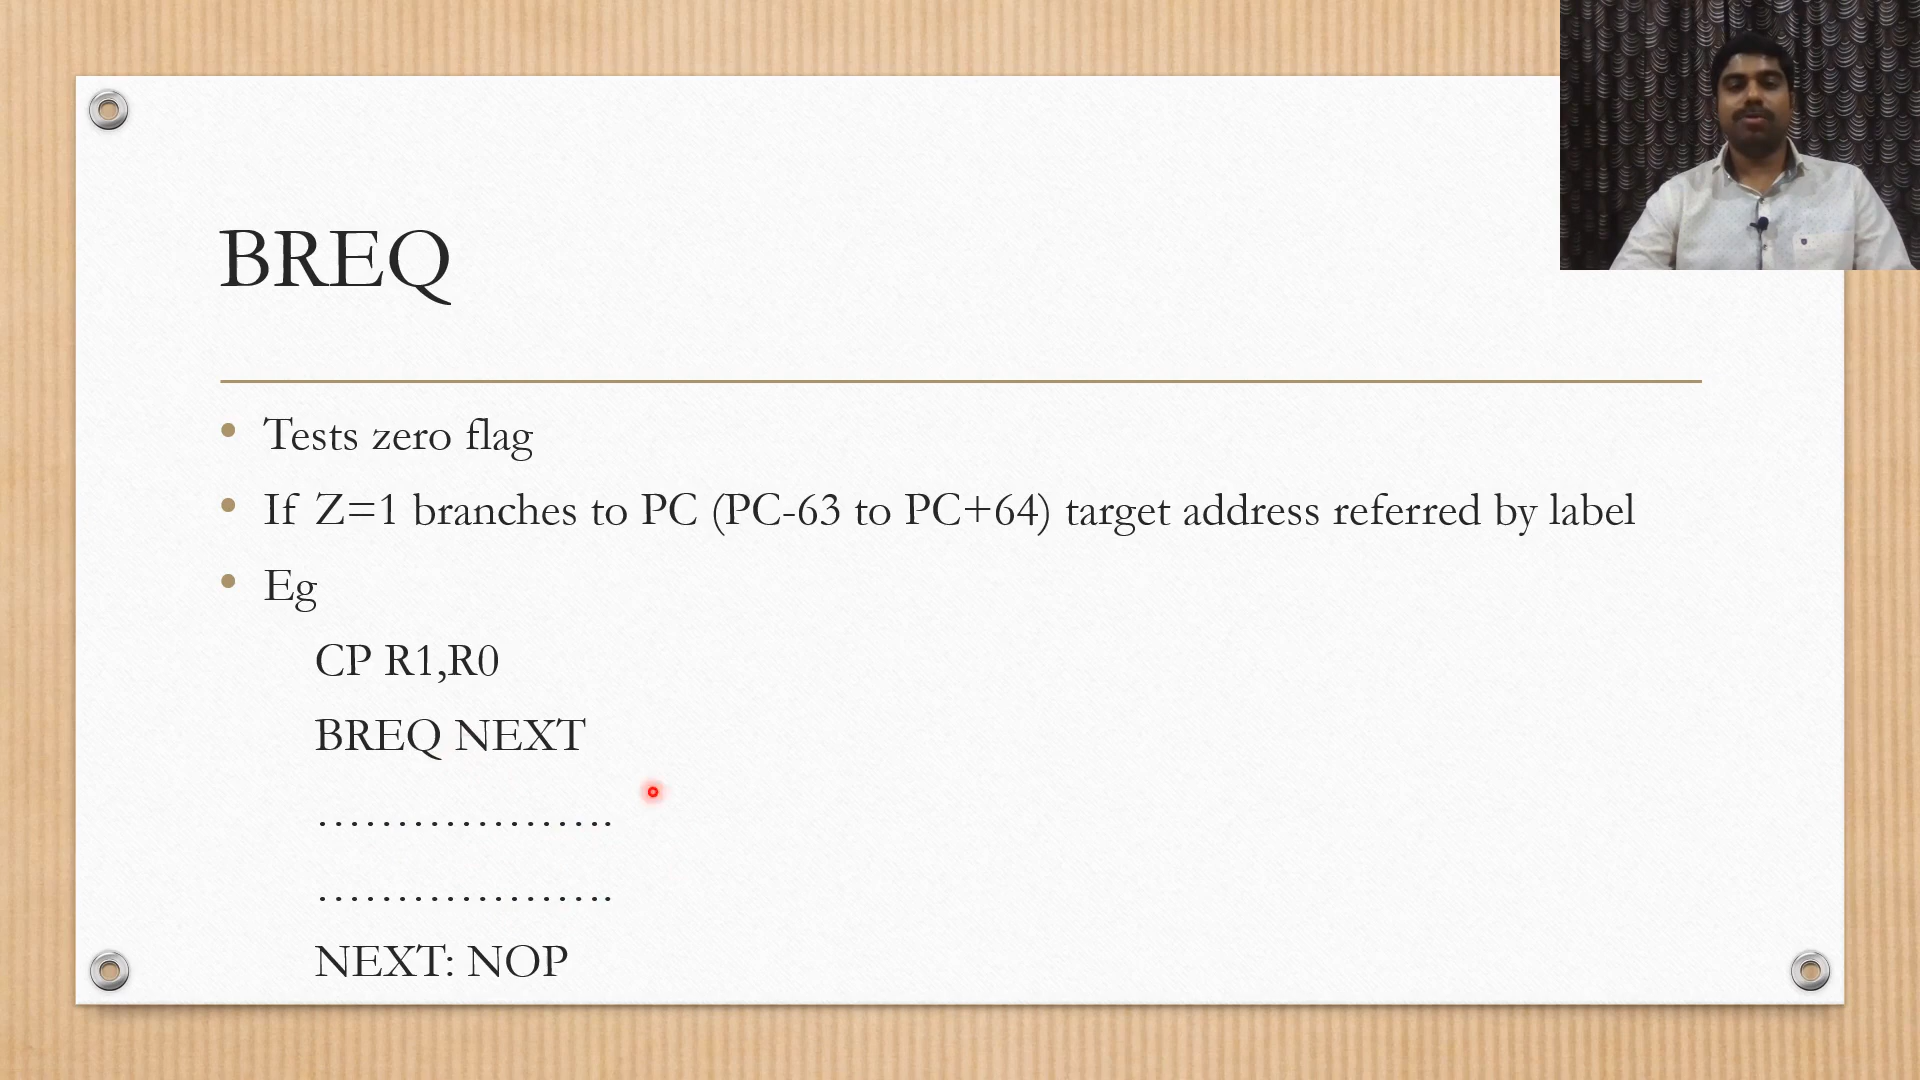 BREQ
Tests zero flag
If Z=1 branches to PC (PC-63 to PC+64) target address referred by label
Eg
CP R1,R0
BREQ NEXT
……………….
……………….
NEXT: NOP